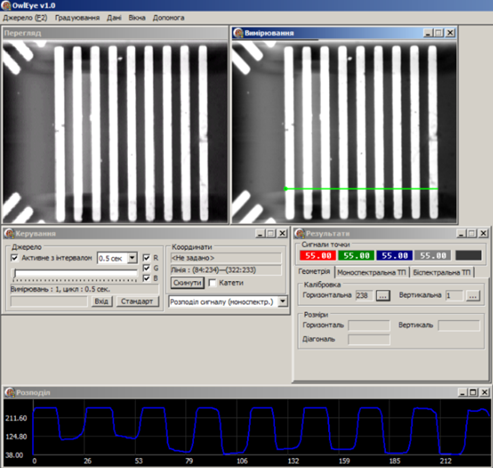 OwlEye v1.0
Джерело (F2) Градуювання Дані Вікна Допомога
Перегляд
Вимірювання
Керування
Джерело
Активне з інтервалом 0.5 сек
R
G
B
Вимірювань : 1, цикл : 0.5 сек.
Вхід Стандарт
Координати
<Не задано>
Лінія : (84:234)—(322:233)
Скинути Катети
Розподіл сигналу (моноспектр.)
Результати
Сигнали точки
55.00 55.00 55.00 55.00
Геометрія Моноспектральна ТП Біспектральна ТП
Калібровка
Горизонтальна 238 ... Вертикальна 1 ...
Розміри
Горизонталь Вертикаль
Діагональ
Розподіл
211.60
124.80
38.00
0 26 53 79 106 132 159 185 212